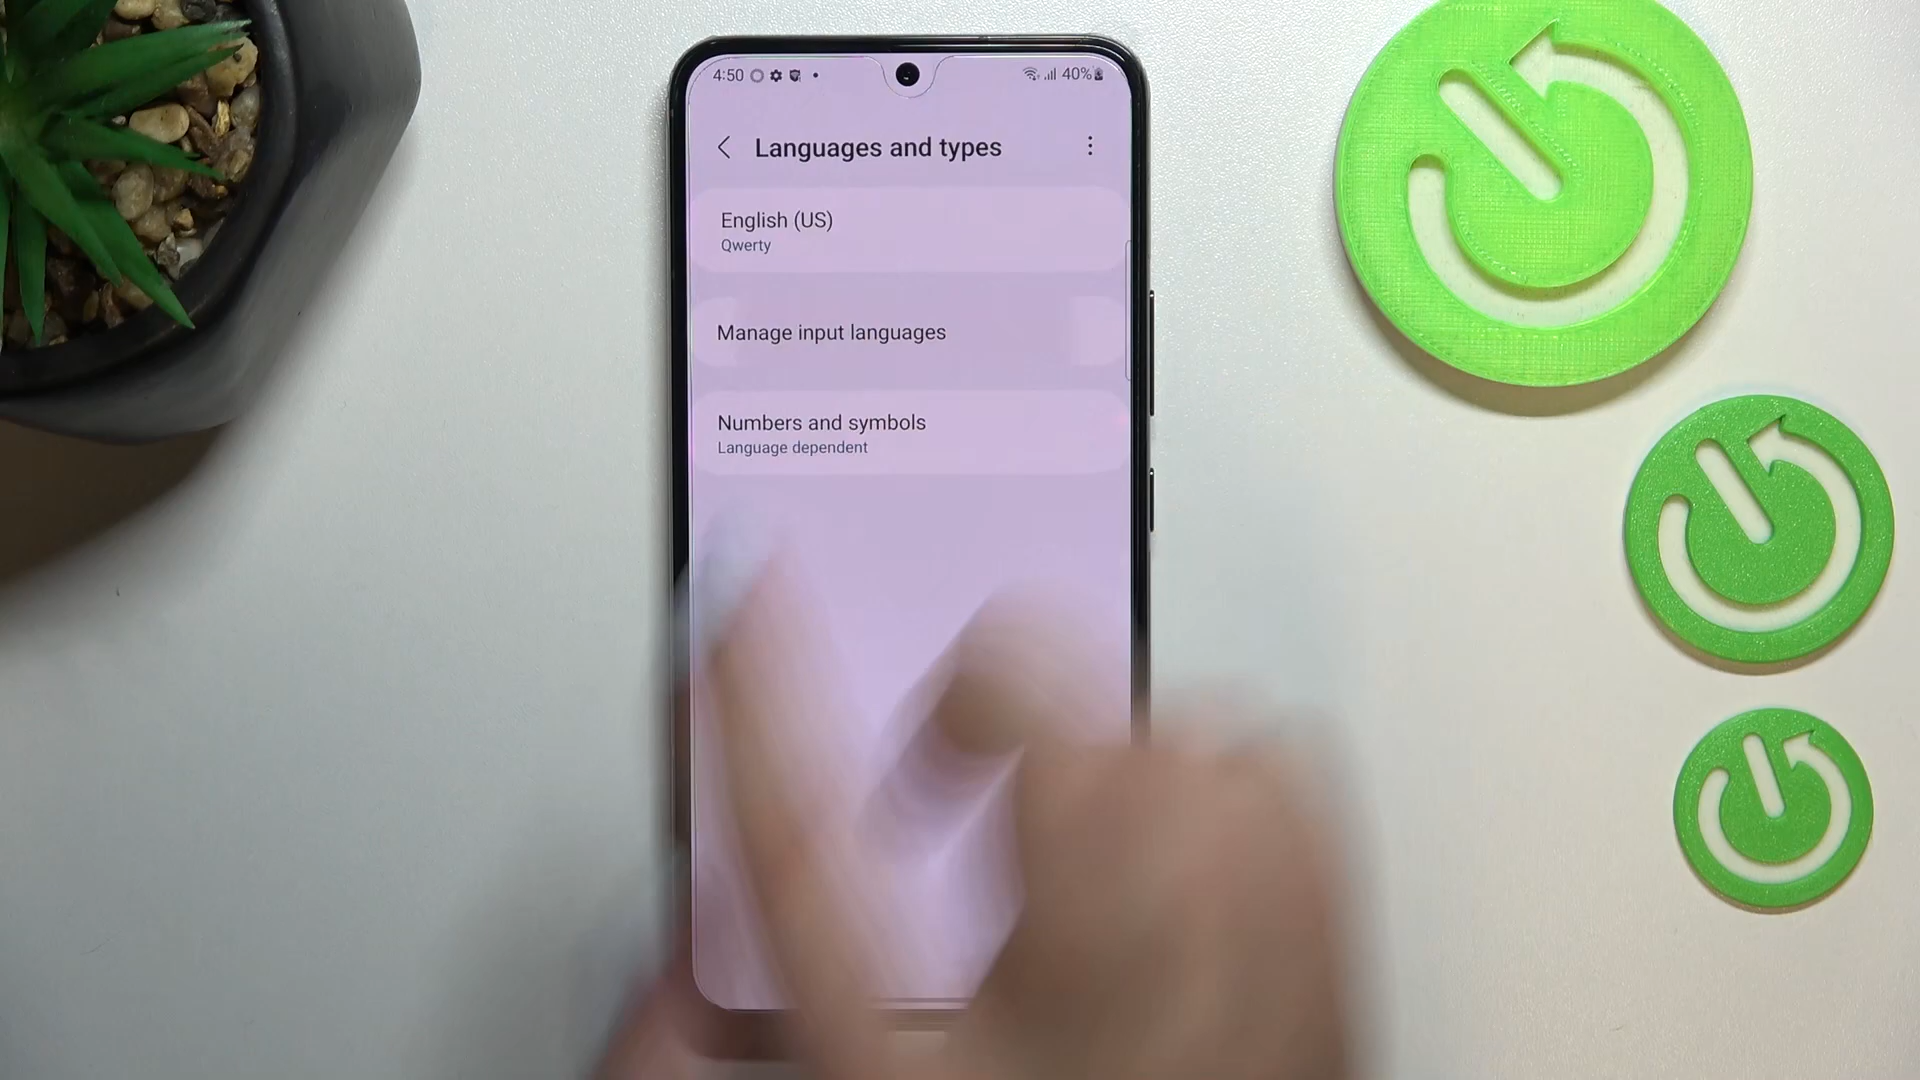 4:50
40%
Languages and types
English (US)
Qwerty
Manage input languages
Numbers and symbols
Language dependent